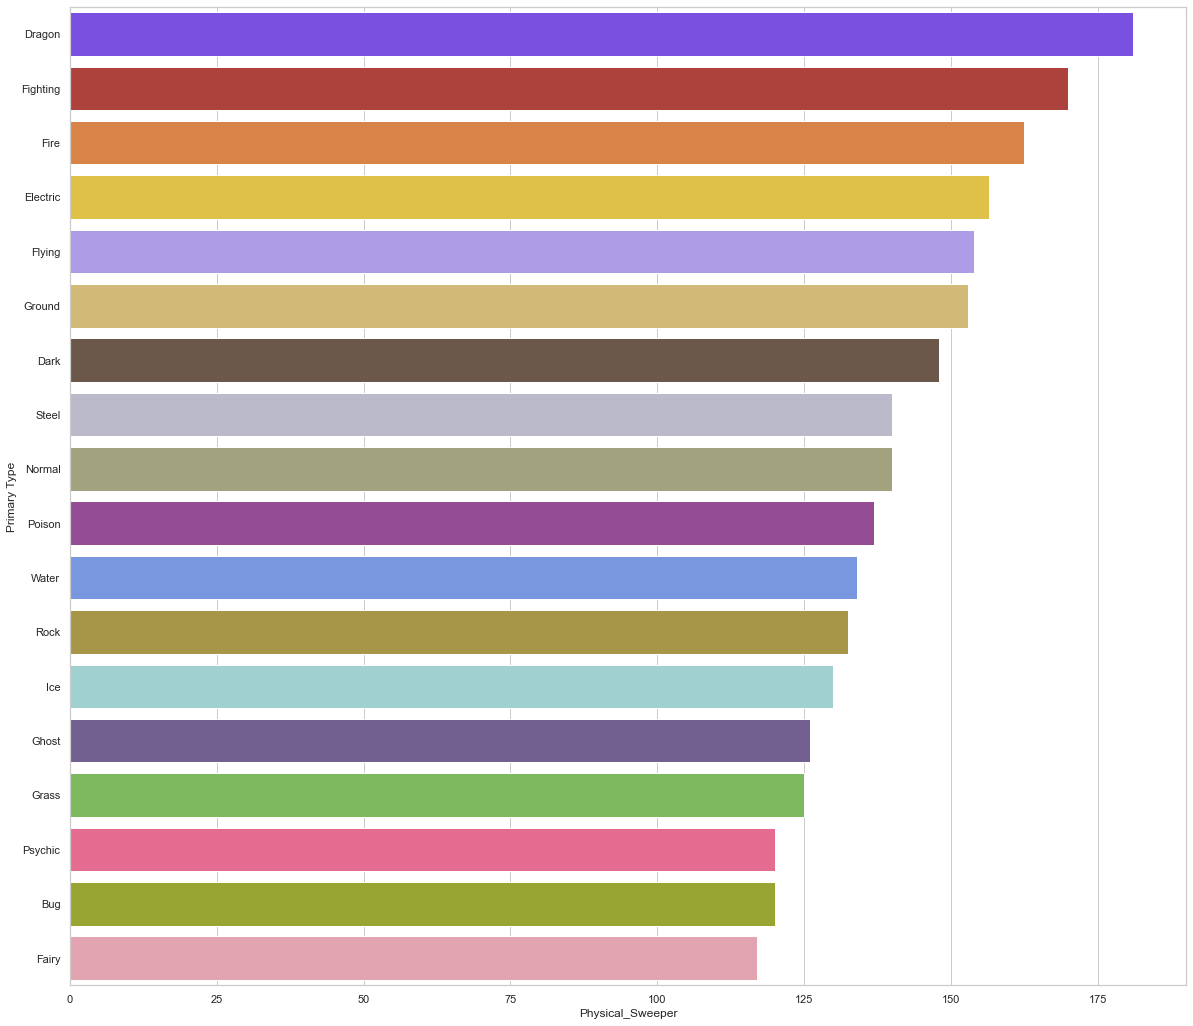 Dragon
Fighting
Fire
Electric
Flying
Ground
Dark
Steel
Normal
Poison
Water
Rock
Ice
Ghost
Grass
Psychic
Bug
Fairy
Primary Type
0 25 50 75 100 125 150 175
Physical_Sweeper